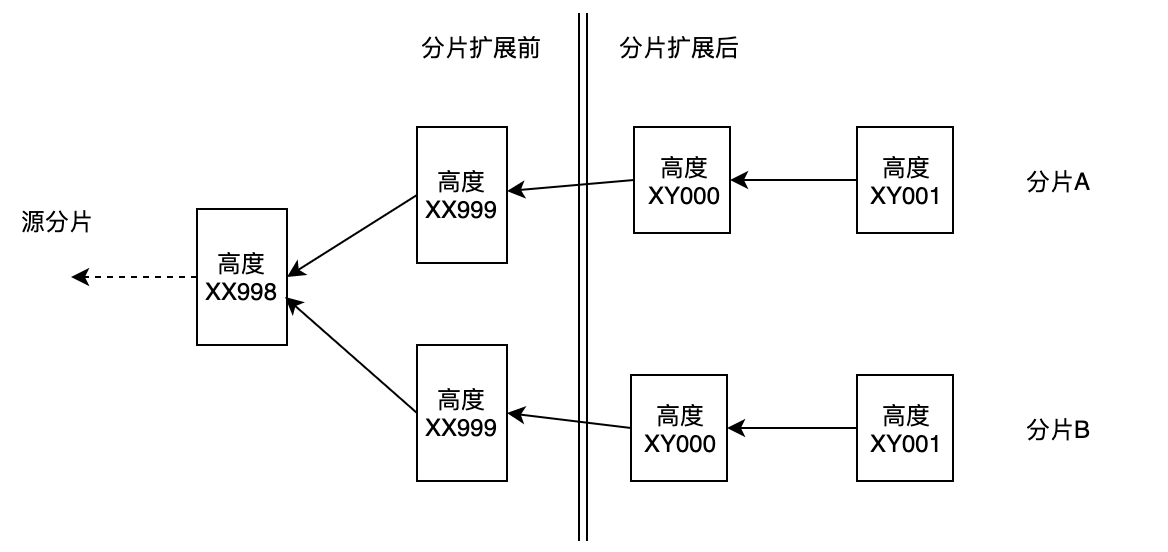 分片扩展前
分片扩展后
源分片
高度
XX998
高度
XX999
高度
XY000
高度
XY001
分片A
高度
XX999
高度
XY000
高度
XY001
分片B